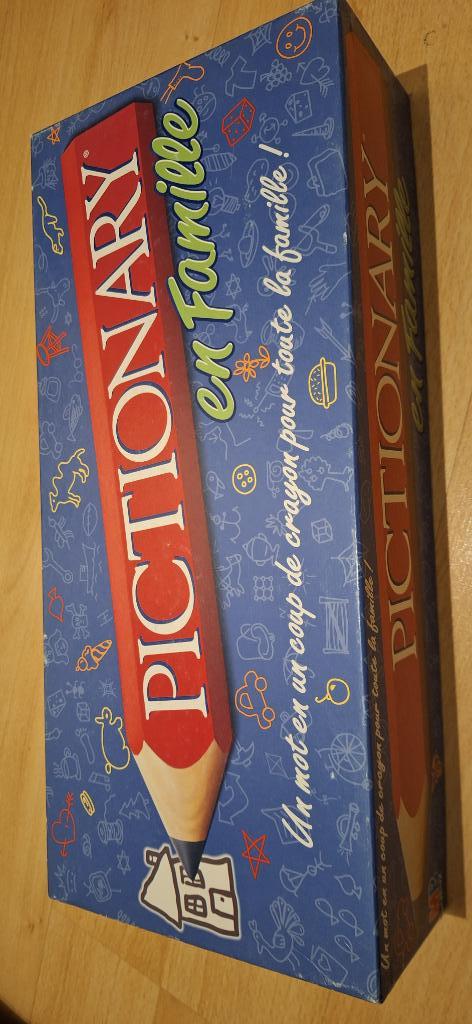 PICTIONARY®
en Famille
Un mot en un coup de crayon pour toute la famille !
PICTIONARY
en Famille
Un mot en un coup de crayon pour toute la famille !